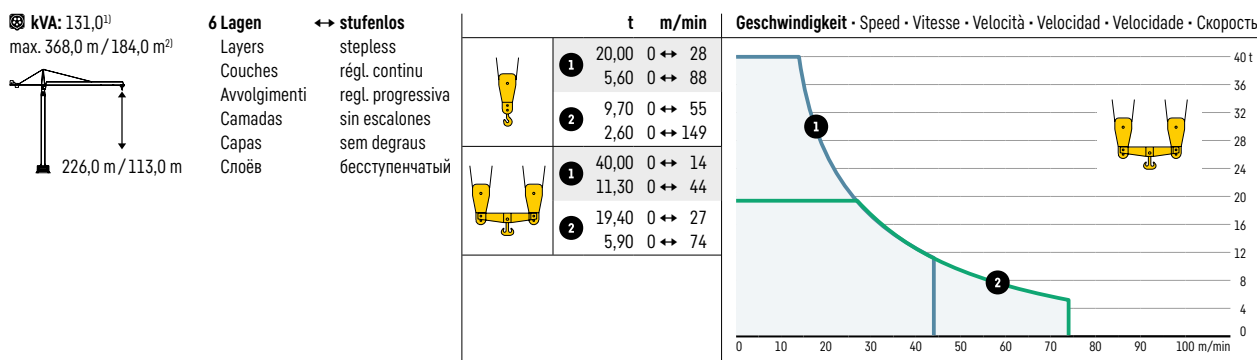 kVA: 131,0¹⁾
max. 368,0 m / 184,0 m²⁾
226,0 m / 113,0 m
6 Lagen ↔ stufenlos
Layers stepless
Couches régl. continu
Avvolgimenti regl. progressiva
Camadas sin escalones
Capas sem degraus
Слоёв бесступенчатый
t m/min
1 20,00 0 ↔ 28
5,60 0 ↔ 88
2 9,70 0 ↔ 55
2,60 0 ↔ 149
1 40,00 0 ↔ 14
11,30 0 ↔ 44
2 19,40 0 ↔ 27
5,90 0 ↔ 74
Geschwindigkeit · Speed · Vitesse · Velocità · Velocidad · Velocidade · Скорость
40 t
36
32
28
24
20
16
12
8
4
0
1
2
0 10 20 30 40 50 60 70 80 90 100 m/min